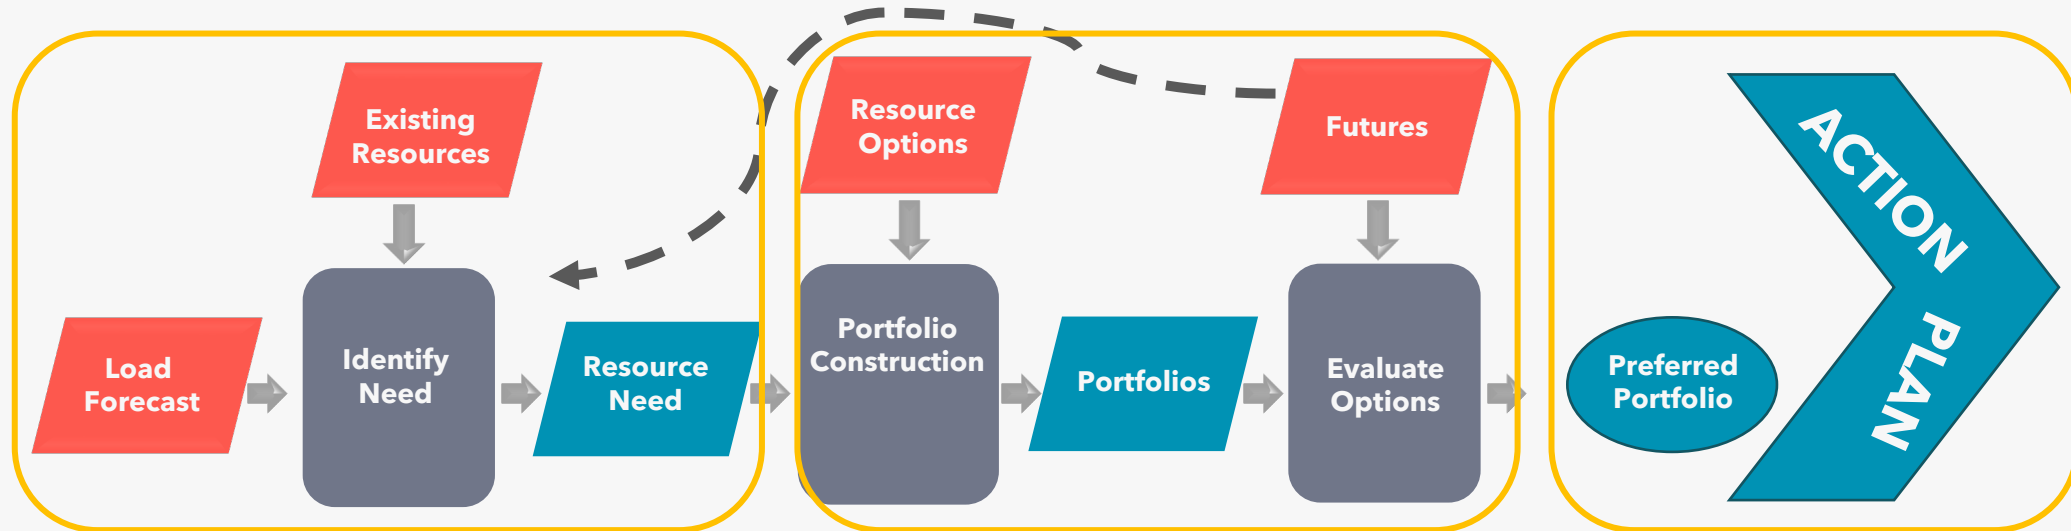 Existing
Resources
Resource
Options
Futures
Load
Forecast
Identify
Need
Resource
Need
Portfolio
Construction
Portfolios
Evaluate
Options
Preferred
Portfolio
ACTION
PLAN